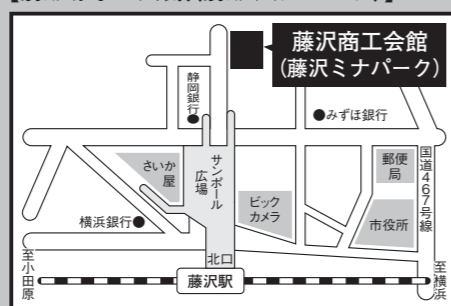 藤沢商工会館
(藤沢ミナパーク)
静岡銀行
●みずほ銀行
さいか屋
サンパール広場
ビックカメラ
郵便局
国道467号線
市役所
横浜銀行●
北口
至小田原
藤沢駅
至横浜